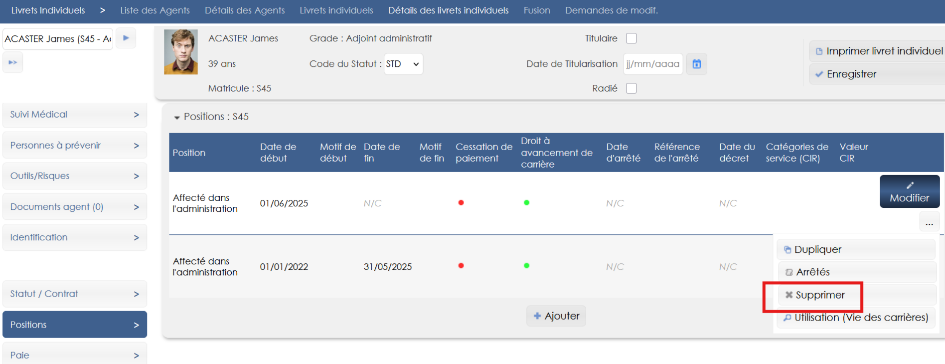 Livrets Individuels > Liste des Agents Détails des Agents Livrets individuels Détails des livrets individuels Fusion Demandes de modif.
ACASTER James (S45 - A
ACASTER James Grade : Adjoint administratif Titulaire
39 ans Code du Statut : STD Date de Titularisation jj/mm/aaaa
Matricule : S45 Radié
Imprimer livret individuel
Enregistrer
Suivi Médical >
Personnes à prévenir >
Outils/Risques >
Documents agent (0) >
Identification >
Statut / Contrat >
Positions >
Paie >
Positions : S45
Position Date de début Motif de début Date de fin Motif de fin Cessation de paiement Droit à avancement de carrière Date d'arrêté Référence de l'arrêté Date du décret Catégories de service (CIR) Valeur CIR
Affecté dans l'administration 01/06/2025 N/C N/C N/C
Modifier
...
Affecté dans l'administration 01/01/2022 31/05/2025 N/C N/C
Dupliquer
Arrêtés
Supprimer
Utilisation (Vie des carrières)
+ Ajouter